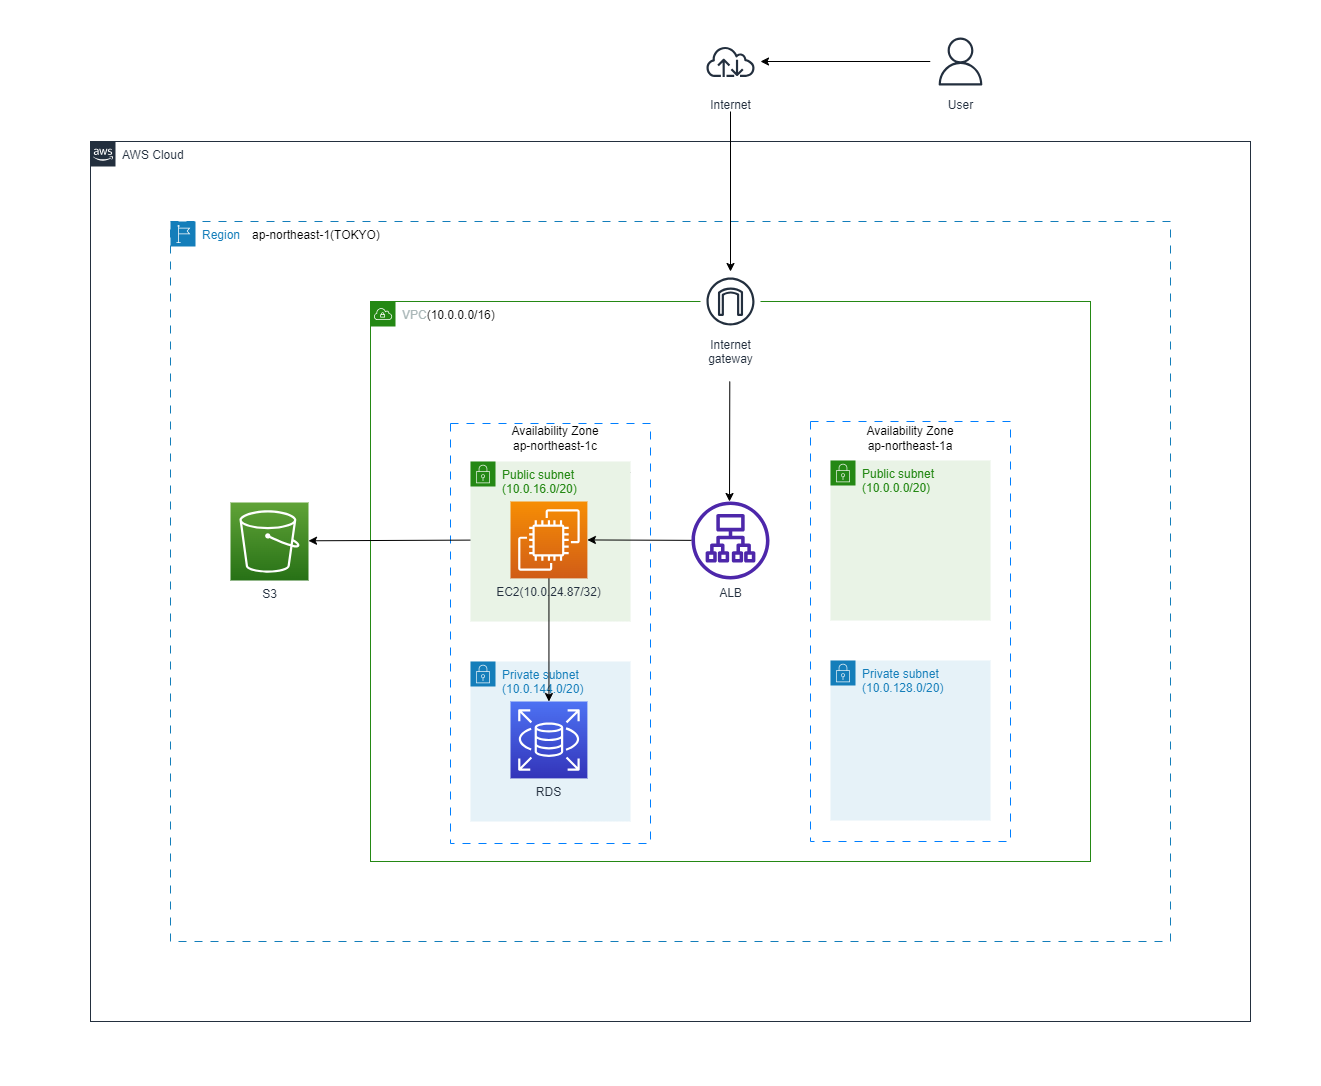 User
Internet
aws
AWS Cloud
Region ap-northeast-1(TOKYO)
VPC(10.0.0.0/16)
Internet
gateway
Availability Zone
ap-northeast-1c
Public subnet
(10.0.16.0/20)
EC2(10.0.24.87/32)
Private subnet
(10.0.144.0/20)
RDS
S3
ALB
Availability Zone
ap-northeast-1a
Public subnet
(10.0.0.0/20)
Private subnet
(10.0.128.0/20)